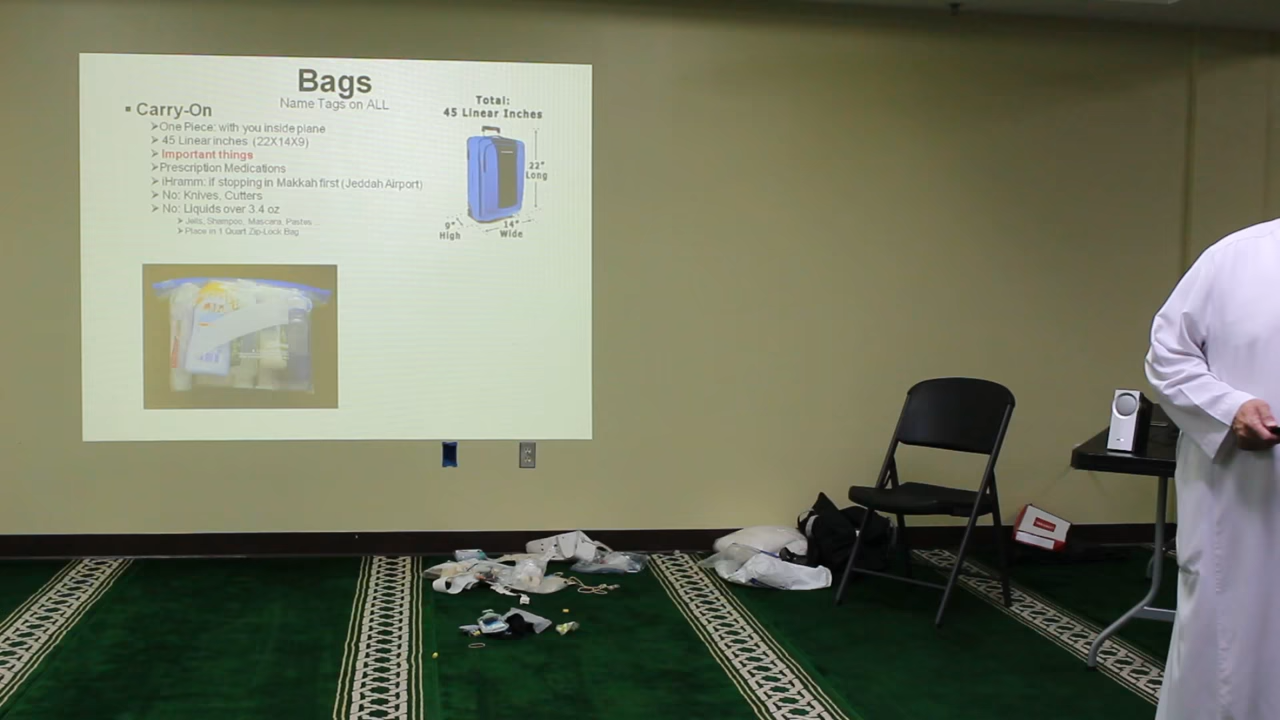 Bags
Name Tags on ALL
▪ Carry-On
➢One Piece: with you inside plane
➢ 45 Linear inches (22X14X9)
➢ Important things
➢Prescription Medications
➢ iHramm: if stopping in Makkah first (Jeddah Airport)
➢ No: Knives, Cutters
➢ No: Liquids over 3.4 oz
➢ Jells, Shampoo, Mascara, Pastes...
➢ Place in 1 Quart Zip-Lock Bag
Total:
45 Linear Inches
22"
Long
9"
High
14"
Wide